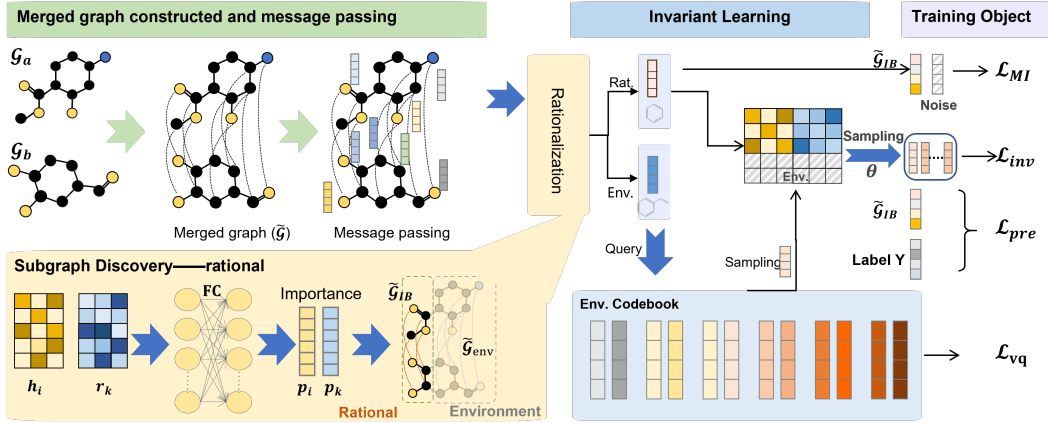 Merged graph constructed and message passing
Invariant Learning
Training Object
𝒢a
𝒢b
Merged graph (𝒢̃)
Message passing
Rationalization
Rat.
Env.
Query
Env.
Sampling
Sampling
θ
𝒢̃IB
Noise
ℒMI
ℒinv
𝒢̃IB
Label Y
ℒpre
Subgraph Discovery——rational
hi
rk
FC
Importance
pi
pk
𝒢̃IB
𝒢̃env
Rational
Environment
Env. Codebook
ℒvq